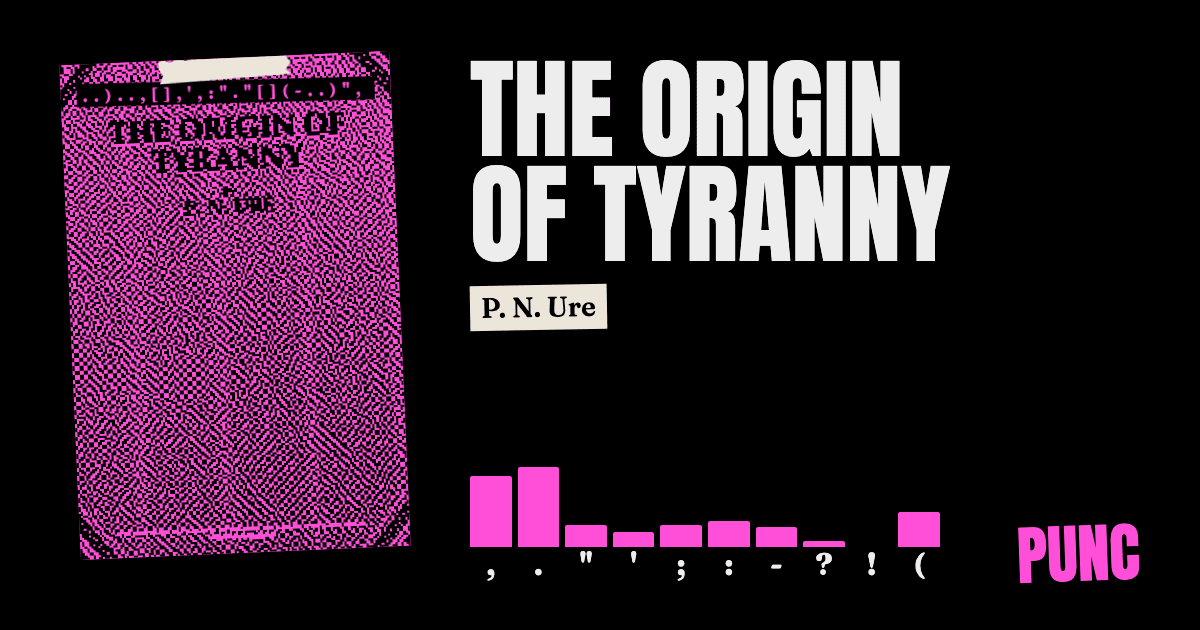 ..)..,[],',:"."[](-..)",
THE ORIGIN OF
TYRANNY
P. N. URE
THE ORIGIN
OF TYRANNY
P. N. Ure
, . " ' ; : - ? ! (
PUNC